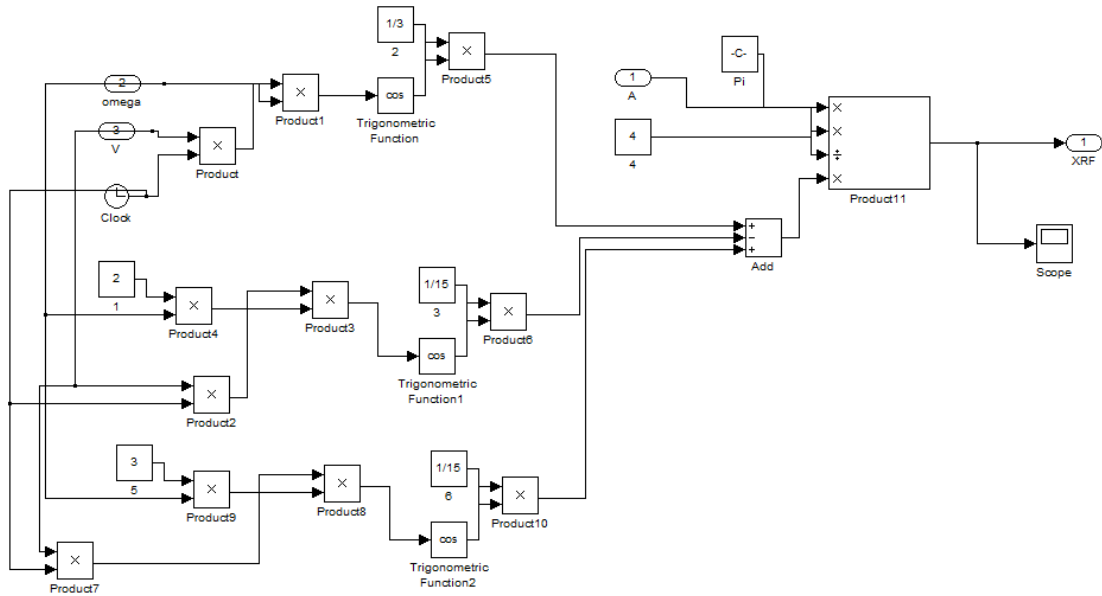 1/3
2
×
Product5
2
omega
×
Product1
cos
Trigonometric
Function
3
V
×
Product
Clock
1
A
-C-
Pi
4
4
×
×
÷
×
Product11
1
XRF
Scope
+
−
+
Add
2
1
×
Product4
×
Product3
1/15
3
×
Product6
cos
Trigonometric
Function1
×
Product2
3
5
×
Product9
×
Product8
1/15
6
×
Product10
cos
Trigonometric
Function2
×
Product7